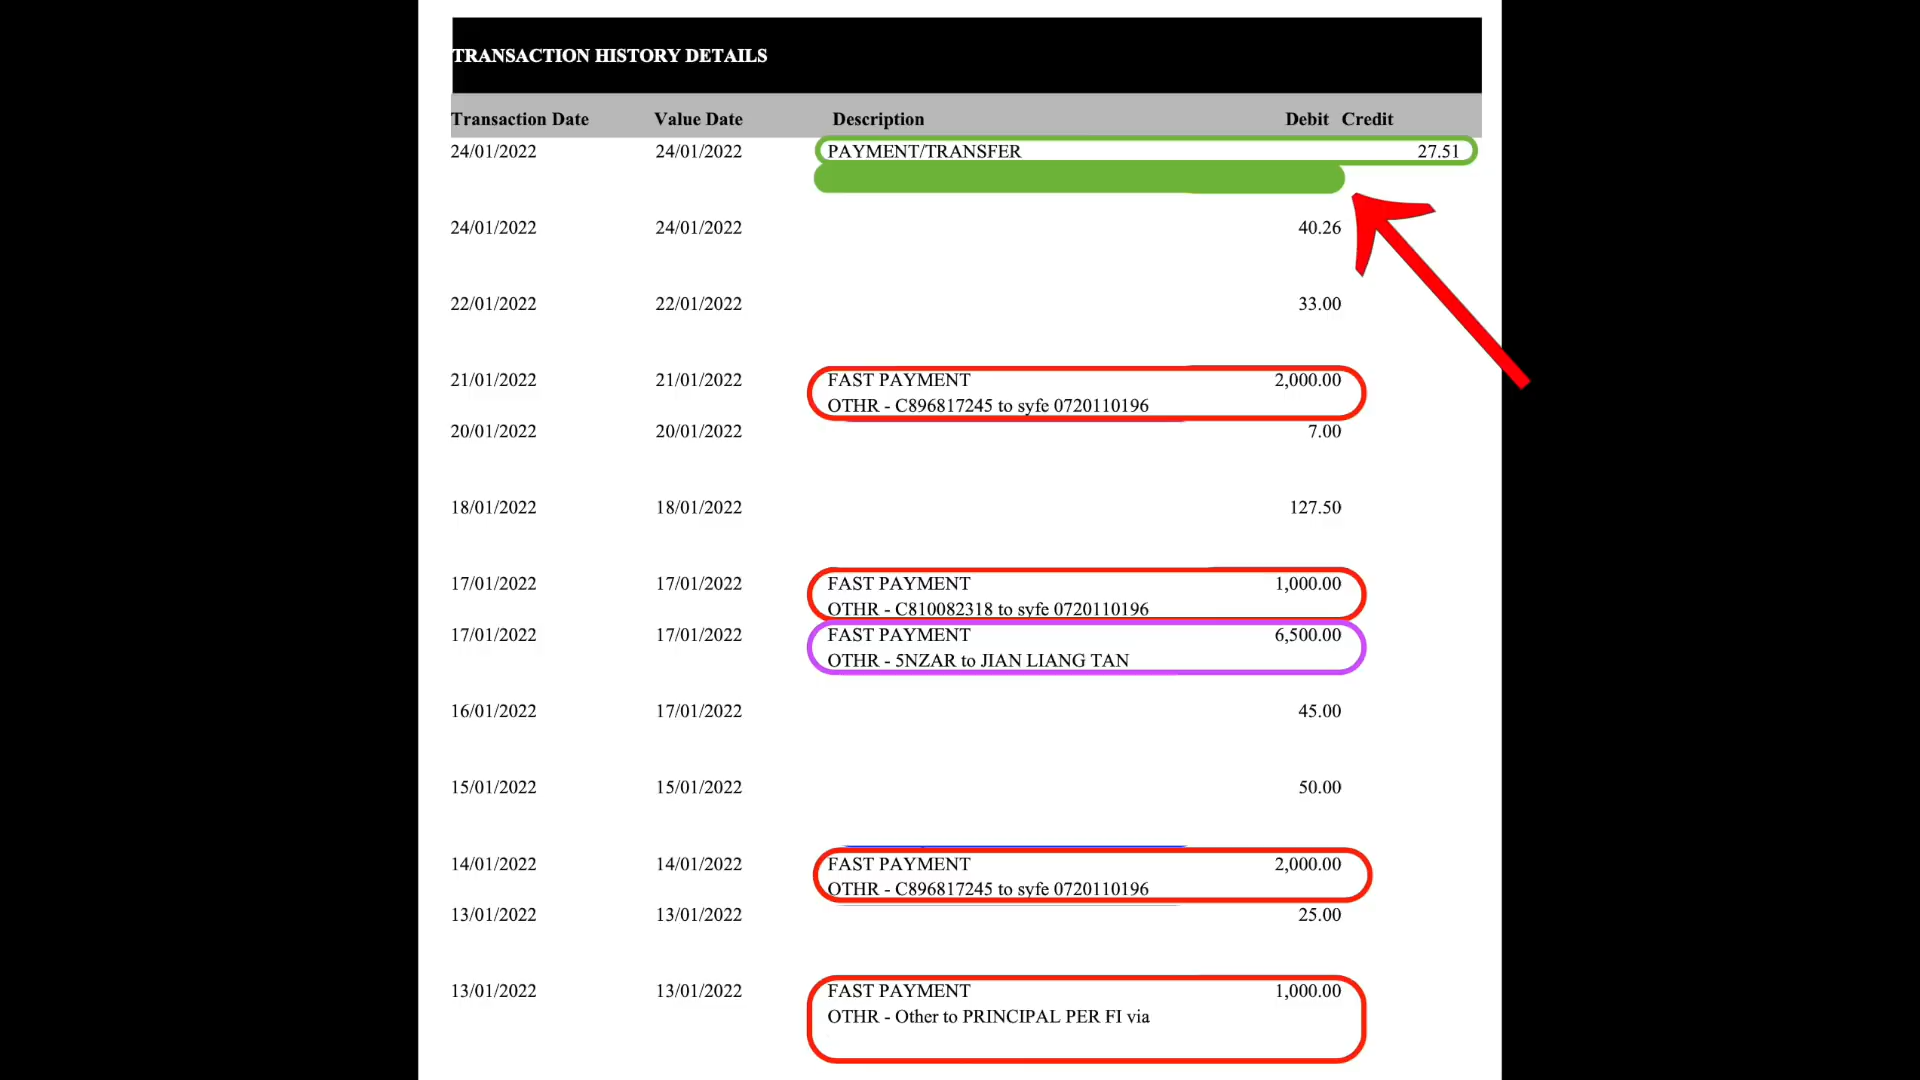 TRANSACTION HISTORY DETAILS
Transaction Date Value Date Description Debit Credit
24/01/2022 24/01/2022 PAYMENT/TRANSFER 27.51
24/01/2022 24/01/2022 40.26
22/01/2022 22/01/2022 33.00
21/01/2022 21/01/2022 FAST PAYMENT 2,000.00
OTHR - C896817245 to syfe 0720110196
20/01/2022 20/01/2022 7.00
18/01/2022 18/01/2022 127.50
17/01/2022 17/01/2022 FAST PAYMENT 1,000.00
OTHR - C810082318 to syfe 0720110196
17/01/2022 17/01/2022 FAST PAYMENT 6,500.00
OTHR - 5NZAR to JIAN LIANG TAN
16/01/2022 17/01/2022 45.00
15/01/2022 15/01/2022 50.00
14/01/2022 14/01/2022 FAST PAYMENT 2,000.00
OTHR - C896817245 to syfe 0720110196
13/01/2022 13/01/2022 25.00
13/01/2022 13/01/2022 FAST PAYMENT 1,000.00
OTHR - Other to PRINCIPAL PER FI via